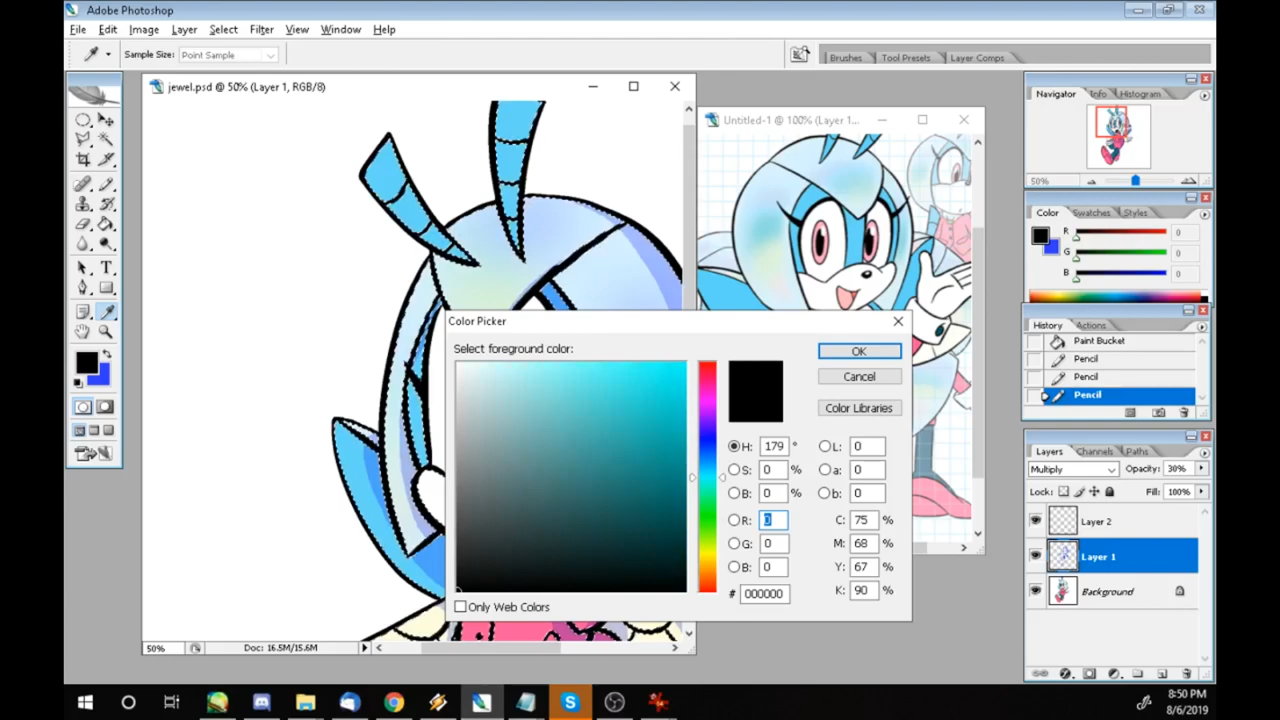 Adobe Photoshop
File Edit Image Layer Select Filter View Window Help
Sample Size: Point Sample
Brushes Tool Presets Layer Comps
jewel.psd @ 50% (Layer 1, RGB/8)
Untitled-1 @ 100% (Layer 1...
Navigator Info Histogram
50%
Color Swatches Styles
R 0
G 0
B 0
History Actions
Paint Bucket
Pencil
Pencil
Pencil
Color Picker
Select foreground color:
OK
Cancel
Color Libraries
H: 179 ° L: 0
S: 0 % a: 0
B: 0 % b: 0
R: 0 C: 75 %
G: 0 M: 68 %
B: 0 Y: 67 %
# 000000 K: 90 %
Only Web Colors
Layers Channels Paths
Multiply Opacity: 30%
Lock: Fill: 100%
Layer 2
Layer 1
Background
50% Doc: 16.5M/15.6M
8:50 PM
8/6/2019